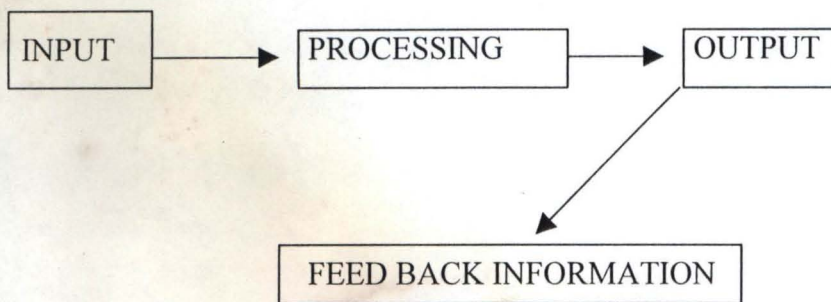 INPUT
PROCESSING
OUTPUT
FEED BACK INFORMATION